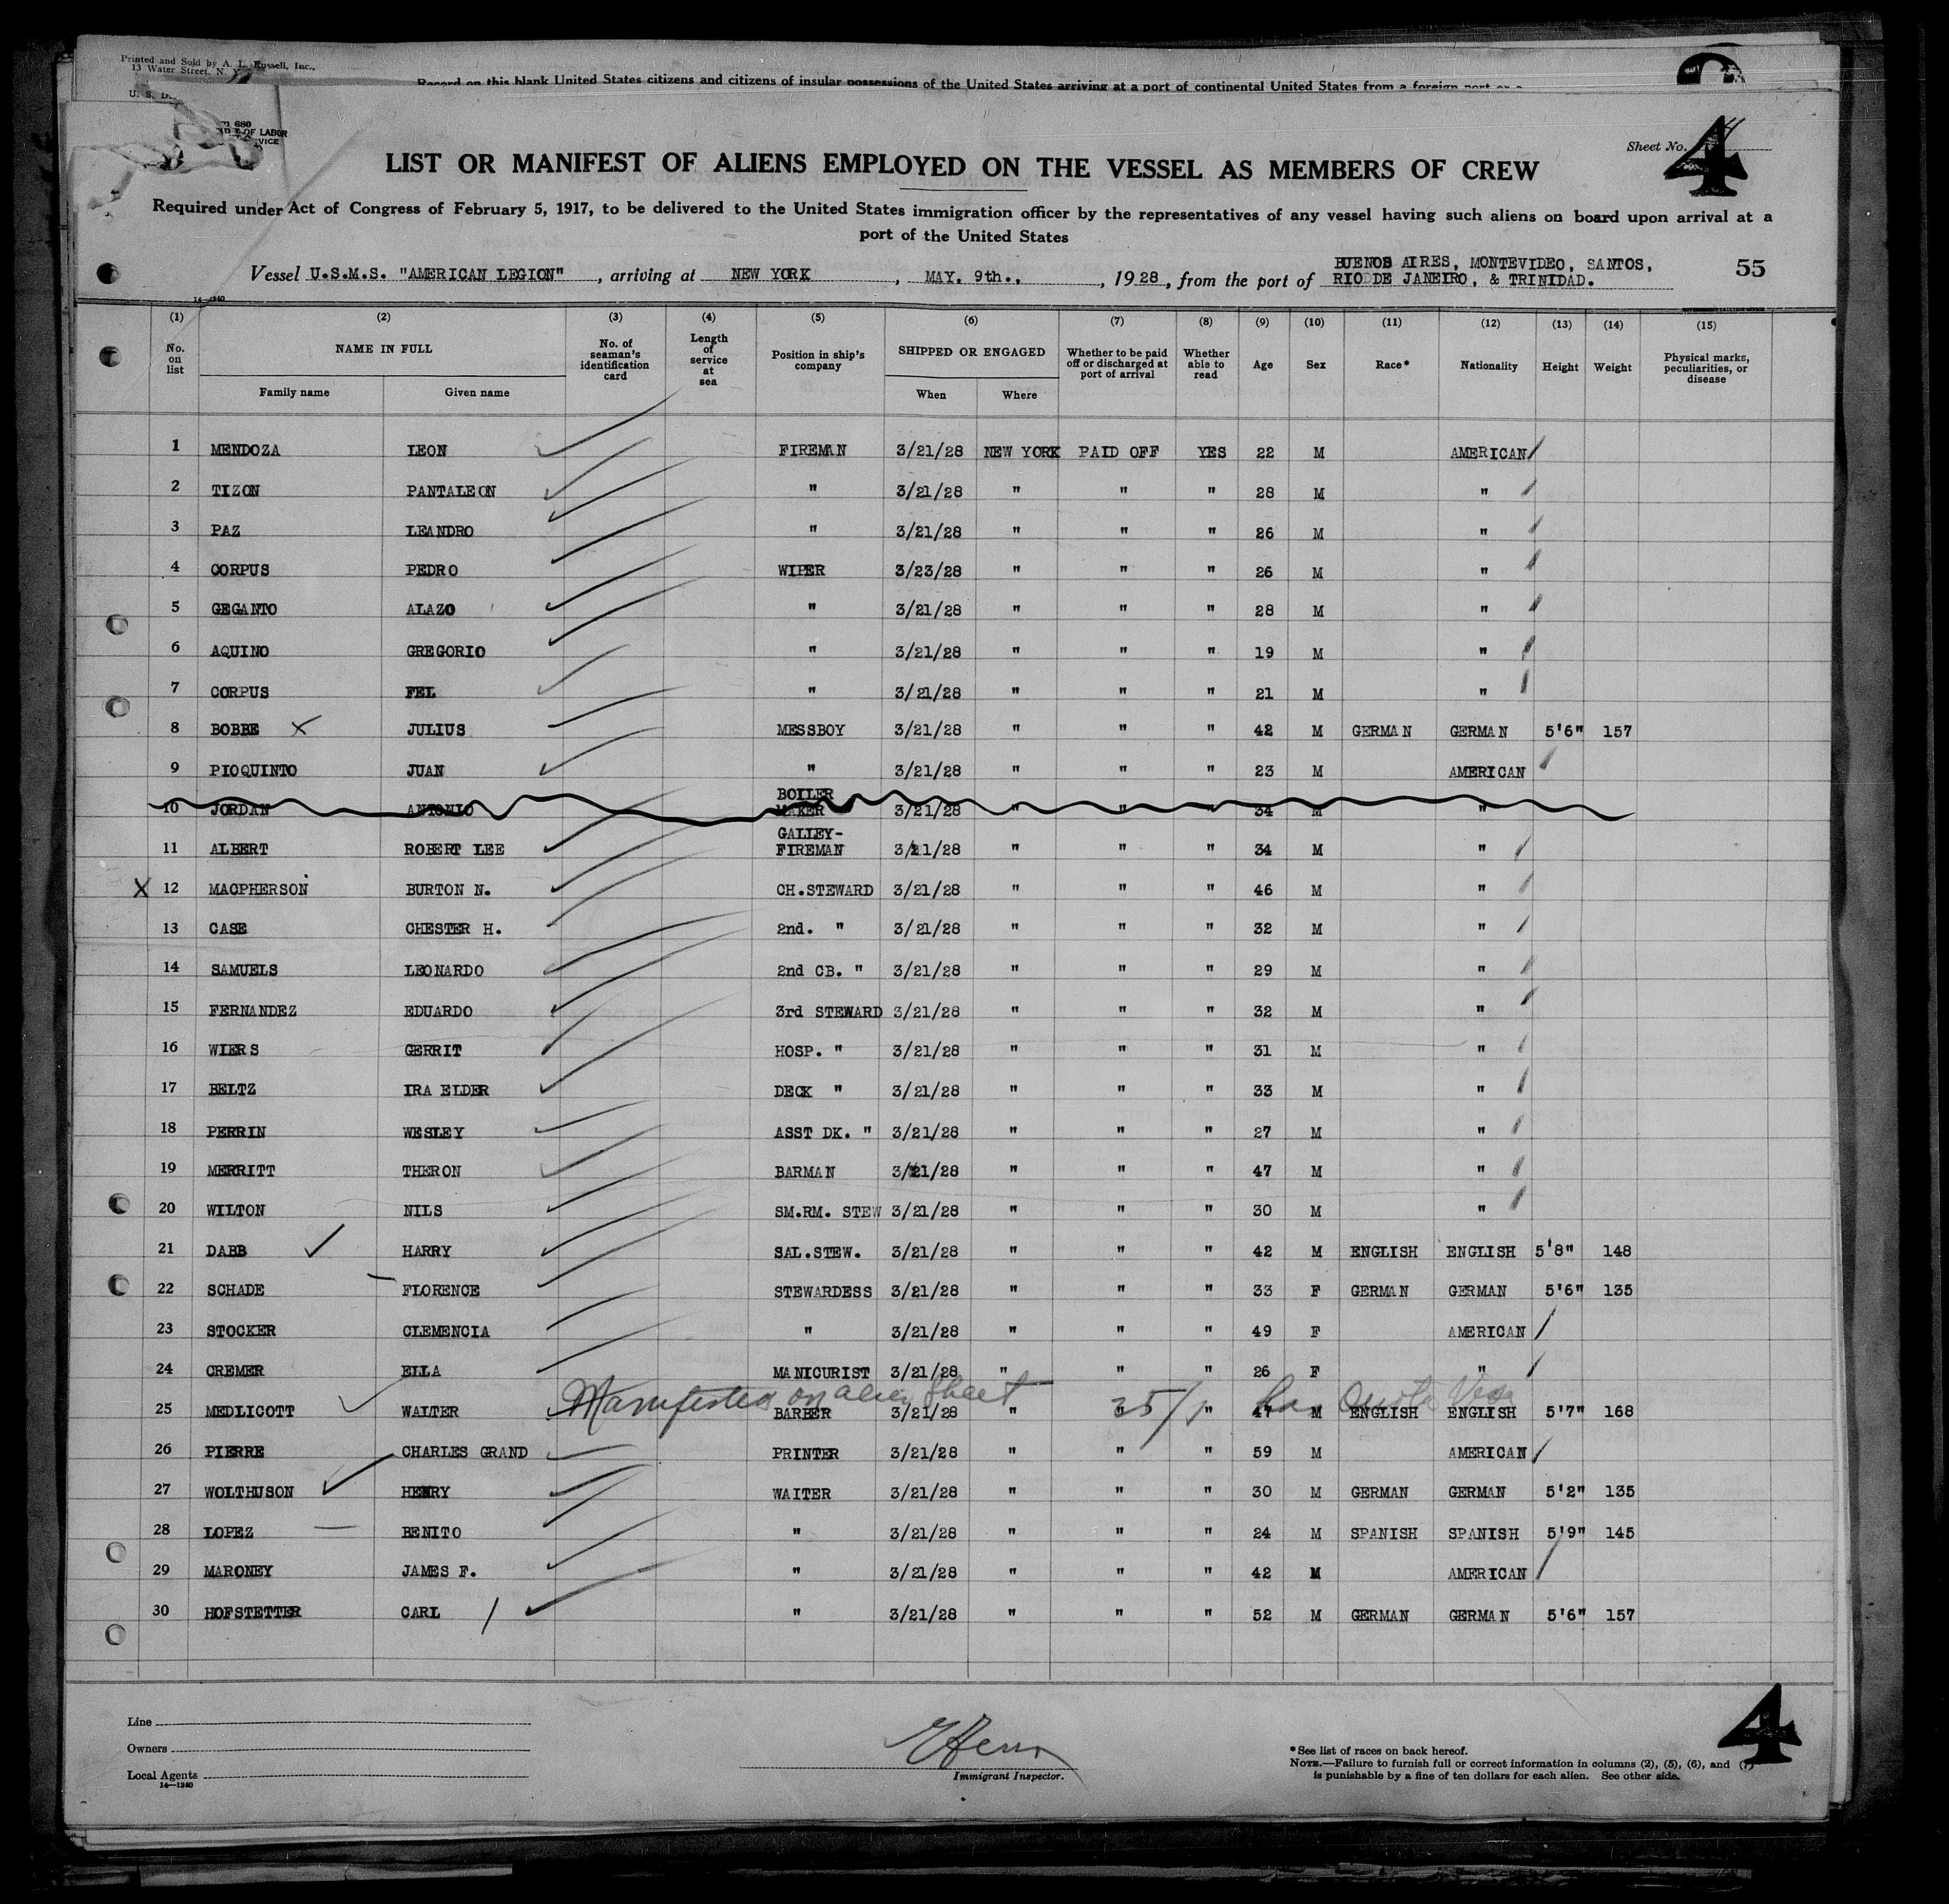 Printed and Sold by A. L. Russell, Inc.,
13 Water Street, N. Y.
Record on this blank United States citizens and citizens of insular possessions of the United States arriving at a port of continental United States from a foreign port or a
U. S. D
680
OF LABOR
VICE
Sheet No. 4
4
LIST OR MANIFEST OF ALIENS EMPLOYED ON THE VESSEL AS MEMBERS OF CREW
Required under Act of Congress of February 5, 1917, to be delivered to the United States immigration officer by the representatives of any vessel having such aliens on board upon arrival at a
port of the United States
Vessel U.S.M.S. "AMERICAN LEGION", arriving at NEW YORK, MAY. 9th., 1928, from the port of BUENOS AIRES, MONTEVIDEO, SANTOS, RIO DE JANEIRO, & TRINIDAD. 55
14—1240
(1) (2) (3) (4) (5) (6) (7) (8) (9) (10) (11) (12) (13) (14) (15)
No. on list NAME IN FULL Family name Given name No. of seaman's identification card Length of service at sea Position in ship's company SHIPPED OR ENGAGED When Where Whether to be paid off or discharged at port of arrival Whether able to read Age Sex Race* Nationality Height Weight Physical marks, peculiarities, or disease
1 MENDOZA LEON FIREMAN 3/21/28 NEW YORK PAID OFF YES 22 M AMERICAN
2 TIZON PANTALEON " 3/21/28 " " " 28 M "
3 PAZ LEANDRO " 3/21/28 " " " 26 M "
4 CORPUS PEDRO WIPER 3/23/28 " " " 26 M "
5 GEGANTO ALAZO " 3/21/28 " " " 28 M "
6 AQUINO GREGORIO " 3/21/28 " " " 19 M "
7 CORPUS FEL " 3/21/28 " " " 21 M "
8 BOBBE X JULIUS MESSBOY 3/21/28 " " " 42 M GERMAN GERMAN 5'6" 157
9 PIOQUINTO JUAN " 3/21/28 " " " 23 M AMERICAN
10 JORDAN ANTONIO BOILER MAKER 3/21/28 " " " 34 M "
11 ALBERT ROBERT LEE GALLEY-FIREMAN 3/21/28 " " " 34 M "
X 12 MACPHERSON BURTON N. CH.STEWARD 3/21/28 " " " 46 M "
13 CASE CHESTER H. 2nd. " 3/21/28 " " " 32 M "
14 SAMUELS LEONARDO 2nd CB. " 3/21/28 " " " 29 M "
15 FERNANDEZ EDUARDO 3rd STEWARD 3/21/28 " " " 32 M "
16 WIERS GERRIT HOSP. " 3/21/28 " " " 31 M "
17 BELTZ IRA ELDER DECK " 3/21/28 " " " 33 M "
18 PERRIN WESLEY ASST DK. " 3/21/28 " " " 27 M "
19 MERRITT THERON BARMAN 3/21/28 " " " 47 M "
20 WILTON NILS SM.RM. STEW 3/21/28 " " " 30 M "
21 DABB HARRY SAL.STEW. 3/21/28 " " " 42 M ENGLISH ENGLISH 5'8" 148
22 SCHADE FLORENCE STEWARDESS 3/21/28 " " " 33 F GERMAN GERMAN 5'6" 135
23 STOCKER CLEMENCIA " 3/21/28 " " " 49 F AMERICAN
24 CREMER ELLA MANICURIST 3/21/28 " " " 26 F "
Manifested on alien Sheet 35/1 has Quota Visa
25 MEDLICOTT WALTER BARBER 3/21/28 " " " 47 M ENGLISH ENGLISH 5'7" 168
26 PIERRE CHARLES GRAND PRINTER 3/21/28 " " " 59 M AMERICAN
27 WOLTHUSON HENRY WAITER 3/21/28 " " " 30 M GERMAN GERMAN 5'2" 135
28 LOPEZ BENITO " 3/21/28 " " " 24 M SPANISH SPANISH 5'9" 145
29 MARONEY JAMES F. " 3/21/28 " " " 42 M AMERICAN
30 HOFSTETTER CARL " 3/21/28 " " " 52 M GERMAN GERMAN 5'6" 157
Line
Owners
Local Agents
14—1240
Immigrant Inspector.
*See list of races on back hereof.
NOTE.—Failure to furnish full or correct information in columns (2), (5), (6), and (7)
is punishable by a fine of ten dollars for each alien. See other side.
4